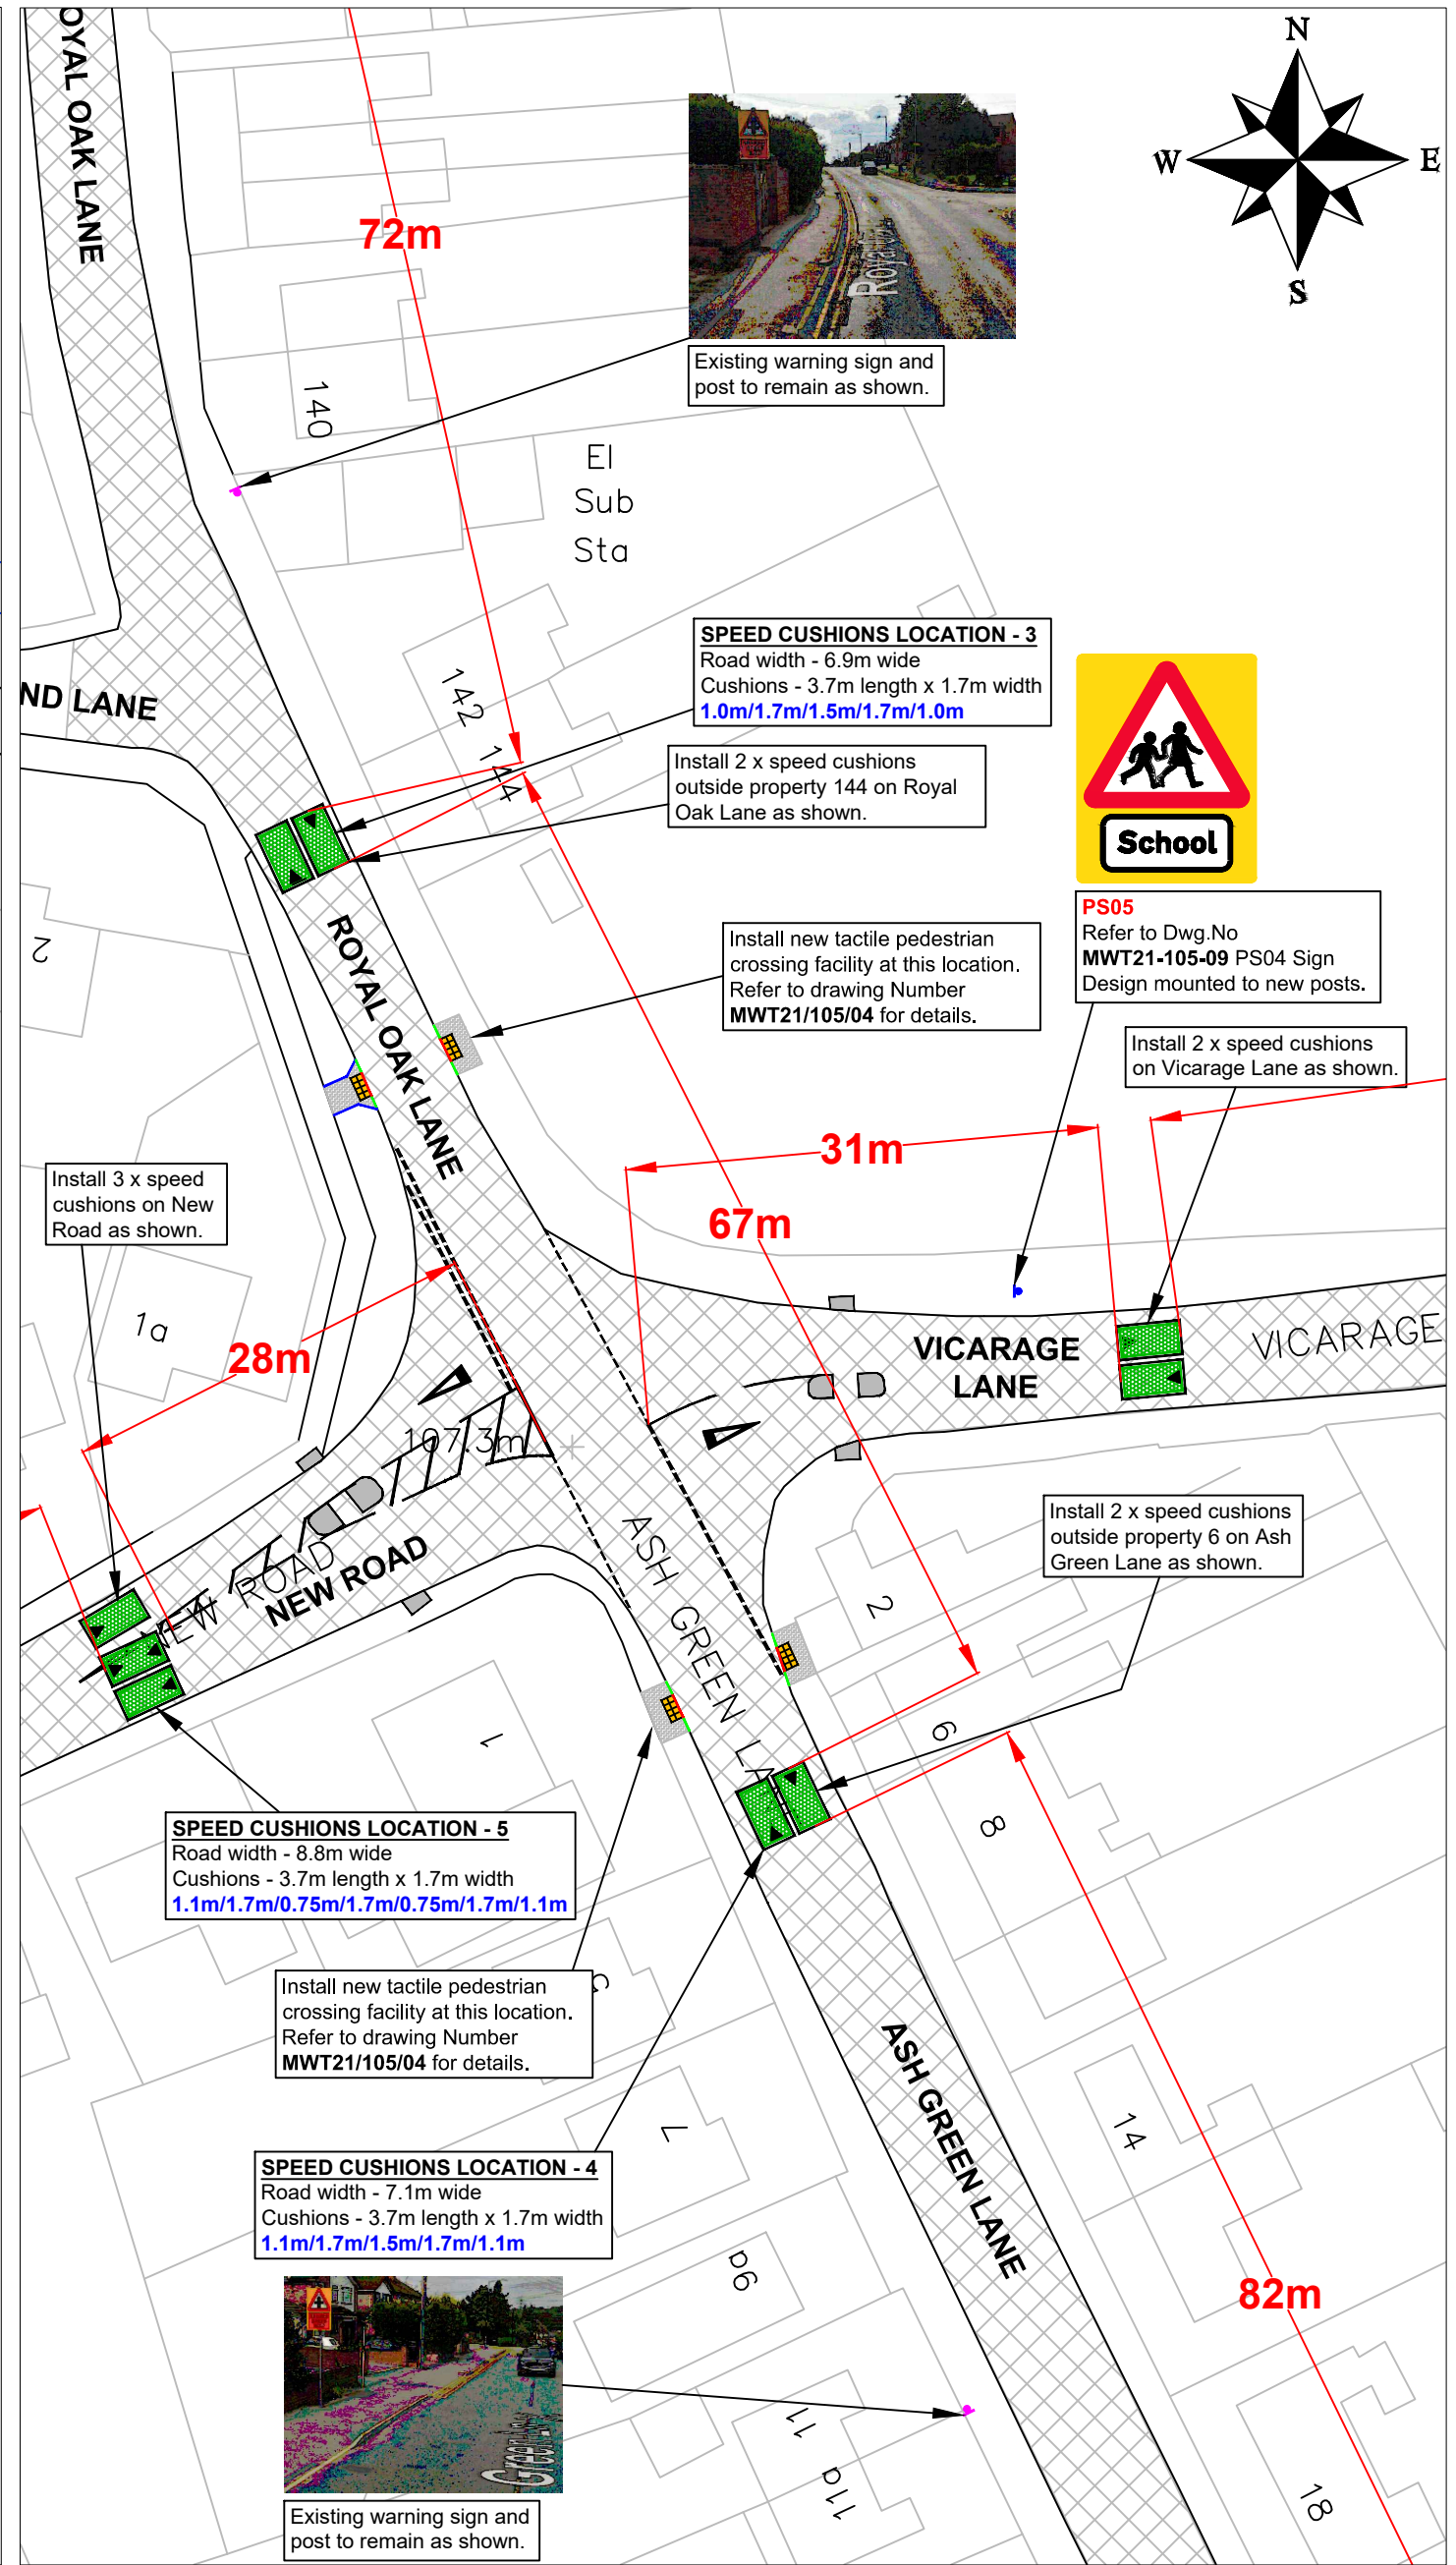 OYAL OAK LANE
N
W
E
S
72m
Royal
Existing warning sign and
post to remain as shown.
140
El
Sub
Sta
SPEED CUSHIONS LOCATION - 3
Road width - 6.9m wide
Cushions - 3.7m length x 1.7m width
1.0m/1.7m/1.5m/1.7m/1.0m
ND LANE
142
144
Install 2 x speed cushions
outside property 144 on Royal
Oak Lane as shown.
School
PS05
Refer to Dwg.No
MWT21-105-09 PS04 Sign
Design mounted to new posts.
2
ROYAL OAK LANE
Install new tactile pedestrian
crossing facility at this location.
Refer to drawing Number
MWT21/105/04 for details.
Install 2 x speed cushions
on Vicarage Lane as shown.
31m
67m
Install 3 x speed
cushions on New
Road as shown.
1a
28m
VICARAGE
LANE
VICARAGE
107.3m
NEW ROAD
NEW ROAD
ASH GREEN LA
2
Install 2 x speed cushions
outside property 6 on Ash
Green Lane as shown.
1
6
8
SPEED CUSHIONS LOCATION - 5
Road width - 8.8m wide
Cushions - 3.7m length x 1.7m width
1.1m/1.7m/0.75m/1.7m/0.75m/1.7m/1.1m
Install new tactile pedestrian
crossing facility at this location.
Refer to drawing Number
MWT21/105/04 for details.
ASH GREEN LANE
7
14
SPEED CUSHIONS LOCATION - 4
Road width - 7.1m wide
Cushions - 3.7m length x 1.7m width
1.1m/1.7m/1.5m/1.7m/1.1m
9a
82m
11
11a
18
Green
Existing warning sign and
post to remain as shown.